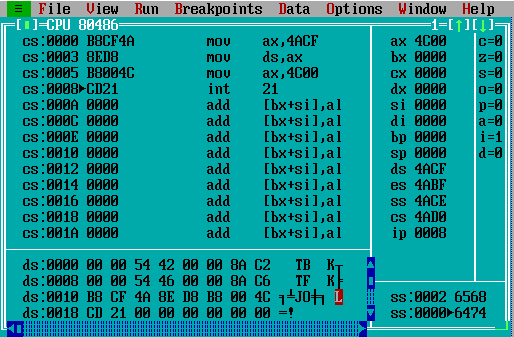 ≡ File View Run Breakpoints Data Options Window Help
[■]=CPU 80486 1=[↑][↓]
cs:0000 B8CF4A mov ax,4ACF ax 4C00 c=0
cs:0003 8ED8 mov ds,ax bx 0000 z=0
cs:0005 B8004C mov ax,4C00 cx 0000 s=0
cs:0008►CD21 int 21 dx 0000 o=0
cs:000A 0000 add [bx+si],al si 0000 p=0
cs:000C 0000 add [bx+si],al di 0000 a=0
cs:000E 0000 add [bx+si],al bp 0000 i=1
cs:0010 0000 add [bx+si],al sp 0000 d=0
cs:0012 0000 add [bx+si],al ds 4ACF
cs:0014 0000 add [bx+si],al es 4ABF
cs:0016 0000 add [bx+si],al ss 4ACE
cs:0018 0000 add [bx+si],al cs 4AD0
cs:001A 0000 add [bx+si],al ip 0008
ds:0000 00 00 54 42 00 00 8A C2 TB è┬
ds:0008 00 00 54 46 00 00 8A C6 TF è╞
ds:0010 B8 CF 4A 8E D8 B8 00 4C ╕╧JÄ╪╕ L ss:0002 6568
ds:0018 CD 21 00 00 00 00 00 00 =! ss:0000►6474